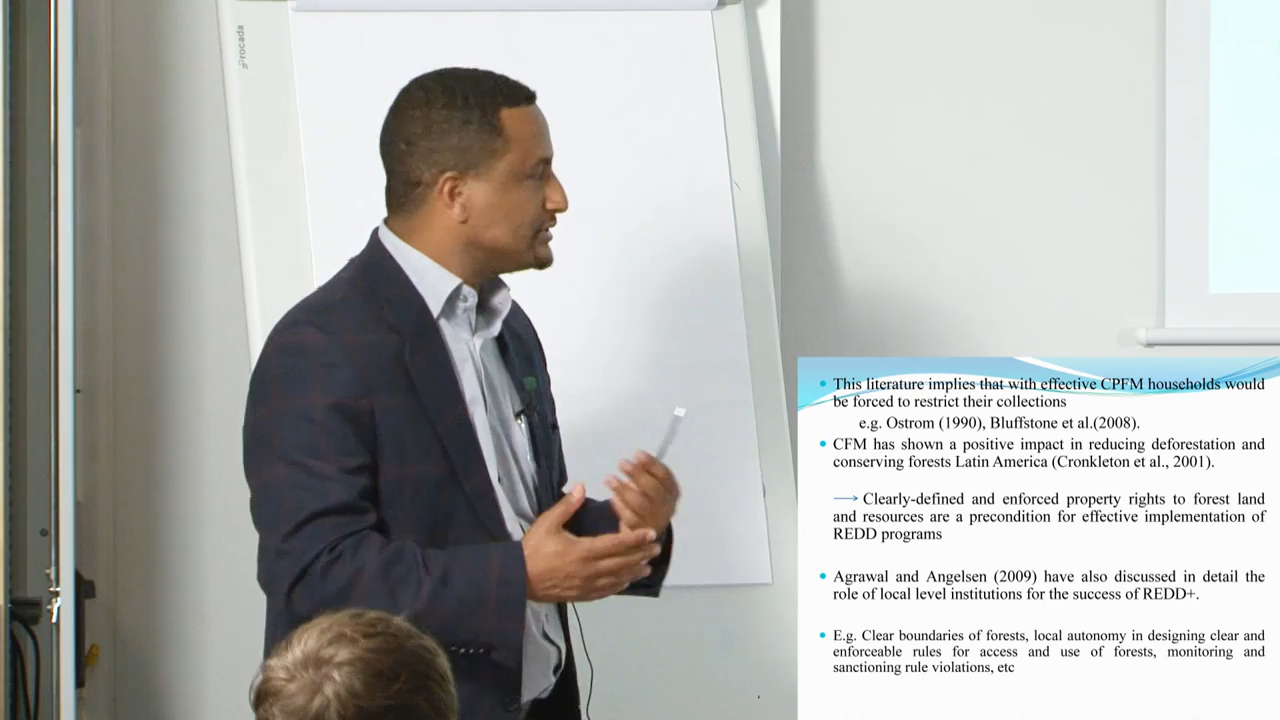 rocada
This literature implies that with effective CPFM households would
be forced to restrict their collections
e.g. Ostrom (1990), Bluffstone et al.(2008).
CFM has shown a positive impact in reducing deforestation and
conserving forests Latin America (Cronkleton et al., 2001).
Clearly-defined and enforced property rights to forest land
and resources are a precondition for effective implementation of
REDD programs
Agrawal and Angelsen (2009) have also discussed in detail the
role of local level institutions for the success of REDD+.
E.g. Clear boundaries of forests, local autonomy in designing clear and
enforceable rules for access and use of forests, monitoring and
sanctioning rule violations, etc